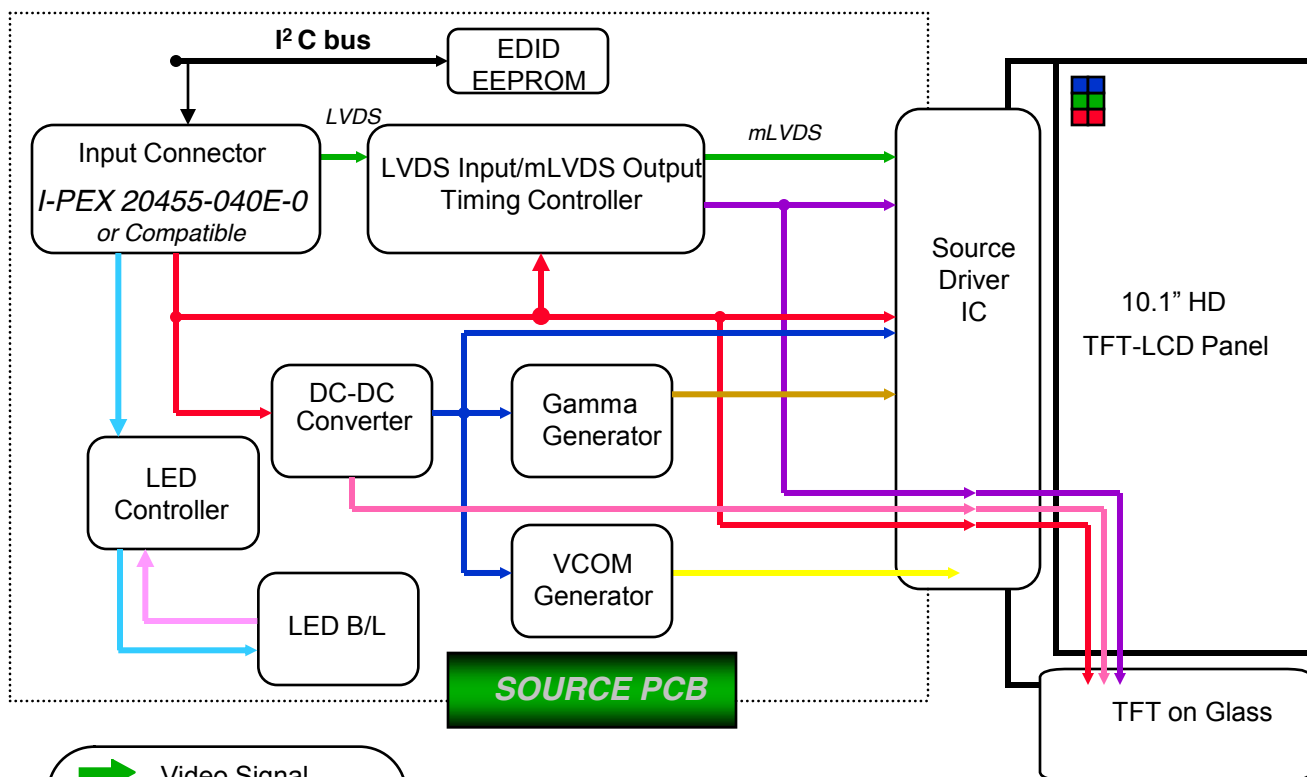 I² C bus
EDID
EEPROM
LVDS
mLVDS
Input Connector
I-PEX 20455-040E-0
or Compatible
LVDS Input/mLVDS Output
Timing Controller
Source
Driver
IC
10.1” HD
TFT-LCD Panel
DC-DC
Converter
Gamma
Generator
LED
Controller
VCOM
Generator
LED B/L
SOURCE PCB
TFT on Glass
Video Signal